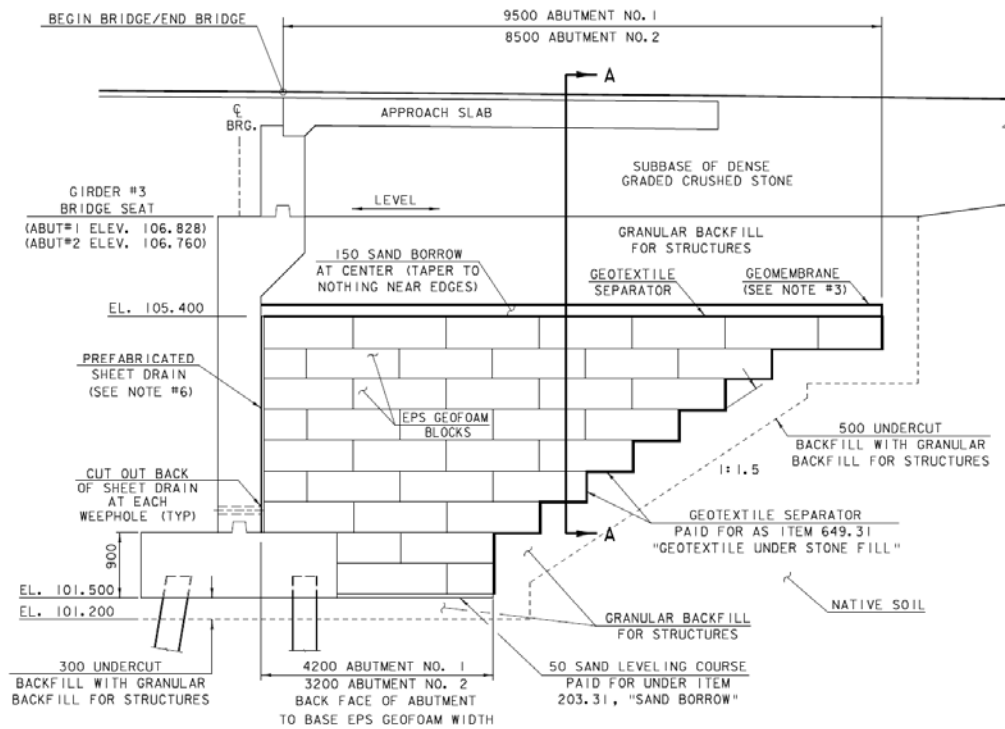 BEGIN BRIDGE/END BRIDGE
9500 ABUTMENT NO. 1
8500 ABUTMENT NO. 2
A
℄
BRG.
APPROACH SLAB
SUBBASE OF DENSE
GRADED CRUSHED STONE
GIRDER #3
BRIDGE SEAT
(ABUT#1 ELEV. 106.828)
(ABUT#2 ELEV. 106.760)
LEVEL
GRANULAR BACKFILL
FOR STRUCTURES
150 SAND BORROW
AT CENTER (TAPER TO
NOTHING NEAR EDGES)
GEOTEXTILE
SEPARATOR
GEOMEMBRANE
(SEE NOTE #3)
EL. 105.400
PREFABRICATED
SHEET DRAIN
(SEE NOTE #6)
EPS GEOFOAM
BLOCKS
500 UNDERCUT
BACKFILL WITH GRANULAR
BACKFILL FOR STRUCTURES
1:1.5
CUT OUT BACK
OF SHEET DRAIN
AT EACH
WEEPHOLE (TYP)
GEOTEXTILE SEPARATOR
PAID FOR AS ITEM 649.31
"GEOTEXTILE UNDER STONE FILL"
A
900
EL. 101.500
EL. 101.200
NATIVE SOIL
GRANULAR BACKFILL
FOR STRUCTURES
300 UNDERCUT
BACKFILL WITH GRANULAR
BACKFILL FOR STRUCTURES
4200 ABUTMENT NO. 1
3200 ABUTMENT NO. 2
BACK FACE OF ABUTMENT
TO BASE EPS GEOFOAM WIDTH
50 SAND LEVELING COURSE
PAID FOR UNDER ITEM
203.31, "SAND BORROW"